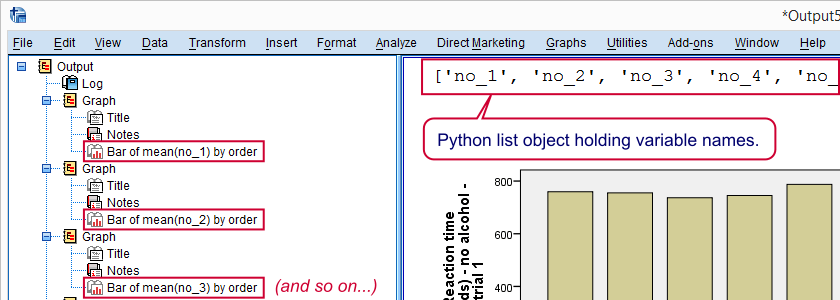 *Output5
File Edit View Data Transform Insert Format Analyze Direct Marketing Graphs Utilities Add-ons Window Help
Output
Log
Graph
Title
Notes
Bar of mean(no_1) by order
Graph
Title
Notes
Bar of mean(no_2) by order
Graph
Title
Notes
Bar of mean(no_3) by order
(and so on...)
['no_1', 'no_2', 'no_3', 'no_4', 'no_
Python list object holding variable names.
800
600
400
Reaction time
ds) - no alcohol -
trial 1